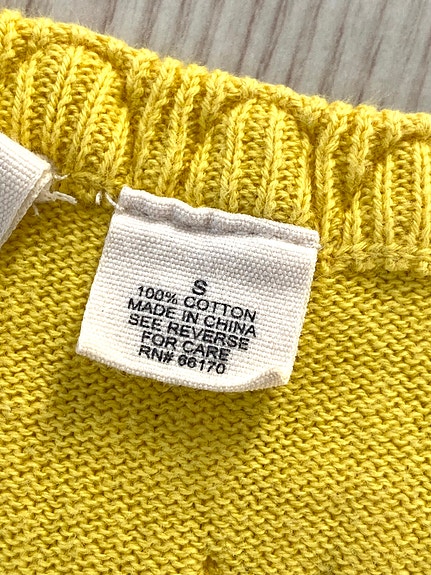 S
100% COTTON
MADE IN CHINA
SEE REVERSE
FOR CARE
RN# 66170